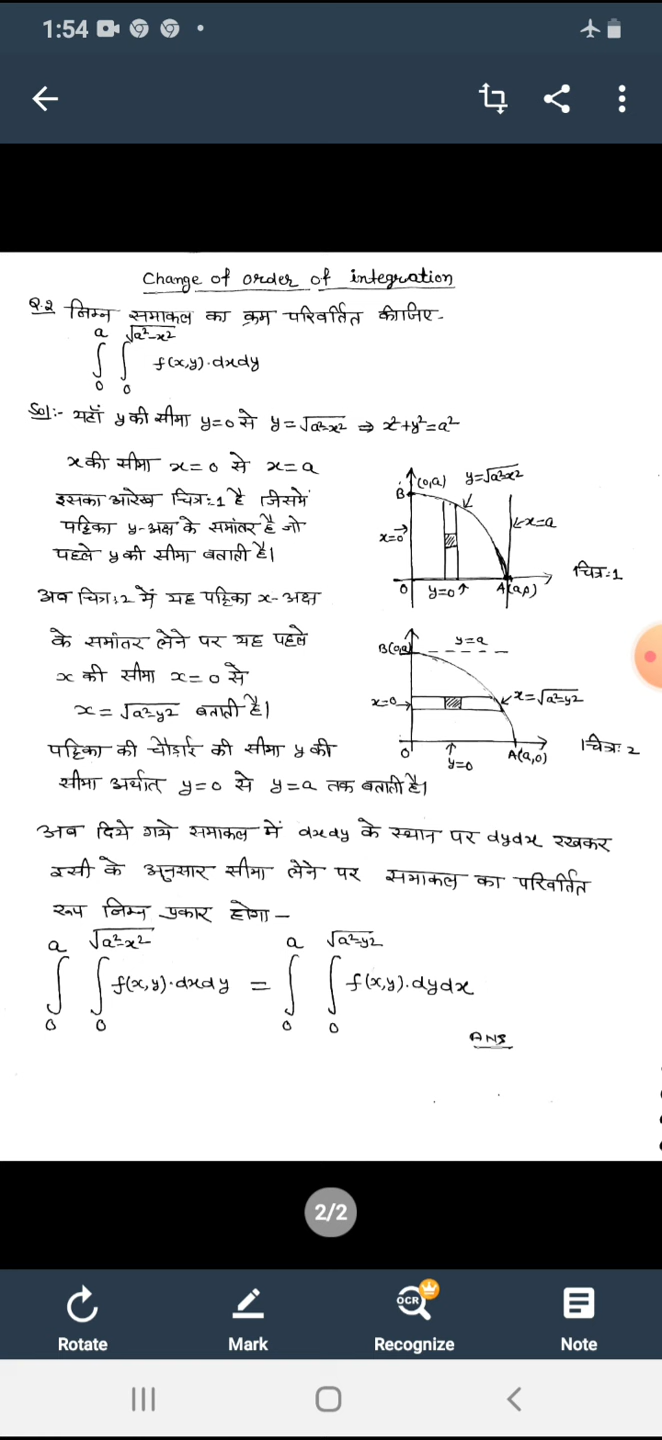 1:54
Change of order of integration
Q.2 निम्न समाकल का क्रम परिवर्तित कीजिए-
a √a²-x²
∫ ∫ f(x,y).dxdy
0 0
Sol:- यहाँ y की सीमा y=0 से y=√a²-x² ⇒ x²+y²=a²
x की सीमा x=0 से x=a
इसका आरेख चित्र:1 है जिसमें
पट्टिका y-अक्ष के समांतर है जो
पहले y की सीमा बताती है।
B (0,a) y=√a²-x²
x=0
x=a
0 y=0 A(a,0)
चित्र:1
अब चित्र:2 में यह पट्टिका x-अक्ष
के समांतर लेने पर यह पहले
x की सीमा x=0 से
x=√a²-y² बताती है।
y=a
B(0,a)
x=0
x=√a²-y²
0 y=0 A(a,0)
चित्र:2
पट्टिका की चौड़ाई की सीमा y की
सीमा अर्थात y=0 से y=a तक बताती है।
अब दिये गये समाकल में dxdy के स्थान पर dydx रखकर
इसी के अनुसार सीमा लेने पर समाकल का परिवर्तित
रूप निम्न प्रकार होगा -
a √a²-x² a √a²-y²
∫ ∫ f(x,y).dxdy = ∫ ∫ f(x,y).dydx
0 0 0 0
ANS
2/2
Rotate Mark OCR Recognize Note